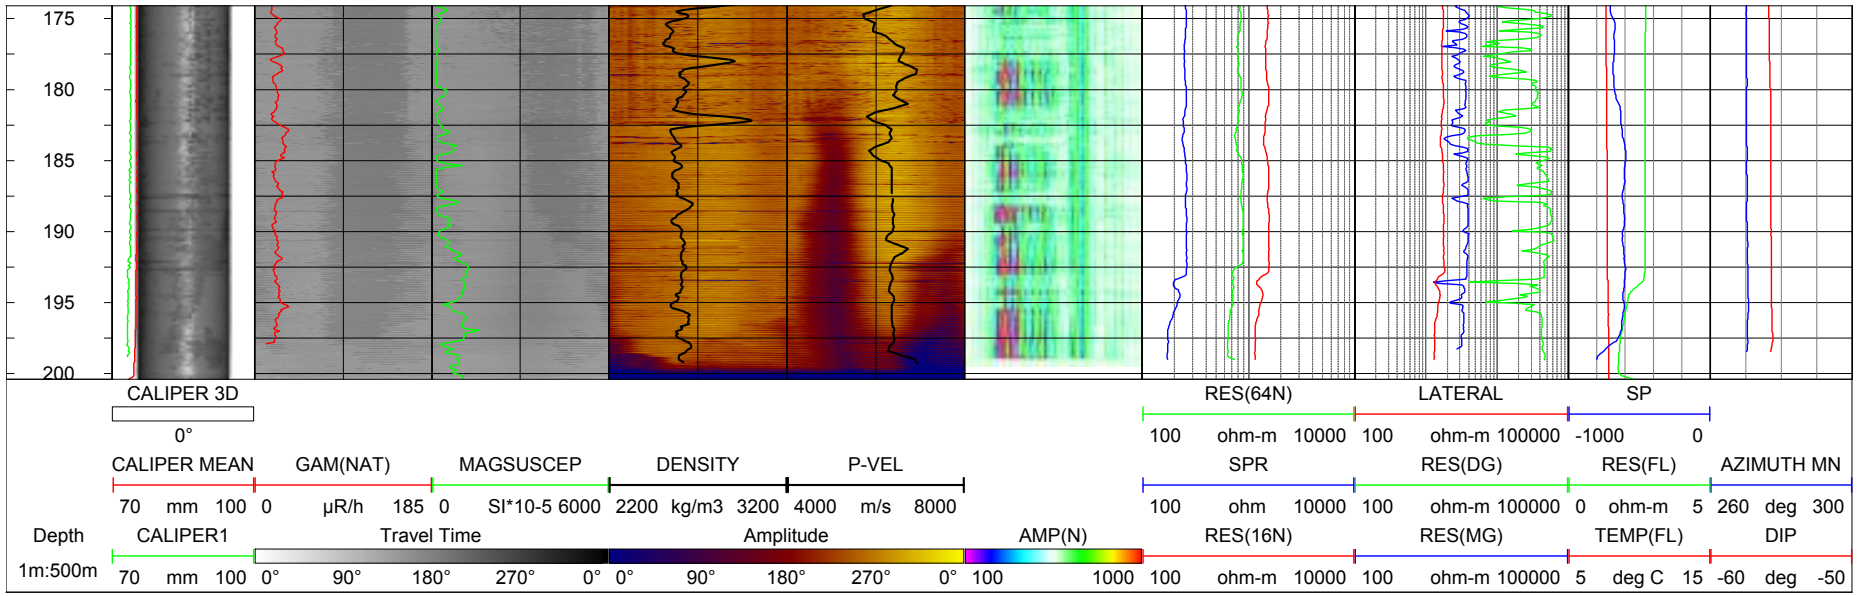 175
180
185
190
195
200
CALIPER 3D RES(64N) LATERAL SP
0° 100 ohm-m 10000 100 ohm-m 100000 -1000 0
CALIPER MEAN GAM(NAT) MAGSUSCEP DENSITY P-VEL SPR RES(DG) RES(FL) AZIMUTH MN
70 mm 100 0 µR/h 185 0 SI*10-5 6000 2200 kg/m3 3200 4000 m/s 8000 100 ohm 10000 100 ohm-m 100000 0 ohm-m 5 260 deg 300
Depth CALIPER1 Travel Time Amplitude AMP(N) RES(16N) RES(MG) TEMP(FL) DIP
1m:500m 70 mm 100 0° 90° 180° 270° 0° 0° 90° 180° 270° 0° 100 1000 100 ohm-m 10000 100 ohm-m 100000 5 deg C 15 -60 deg -50